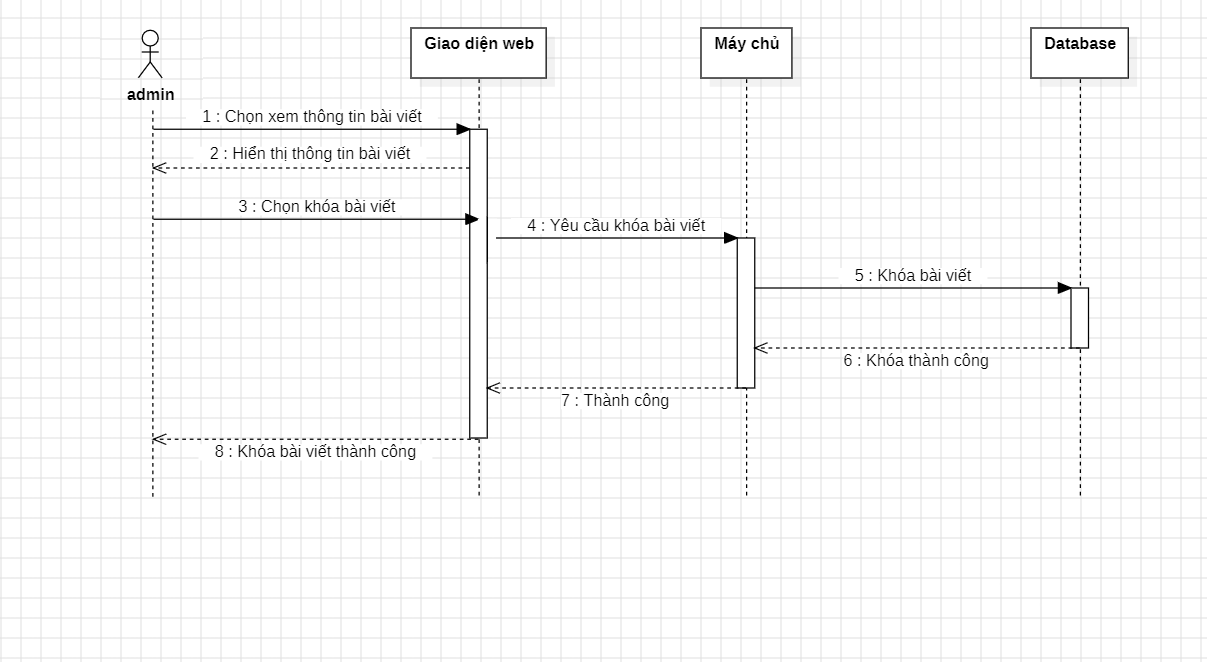 Giao diện web
Máy chủ
Database
admin
1 : Chọn xem thông tin bài viết
2 : Hiển thị thông tin bài viết
3 : Chọn khóa bài viết
4 : Yêu cầu khóa bài viết
5 : Khóa bài viết
6 : Khóa thành công
7 : Thành công
8 : Khóa bài viết thành công